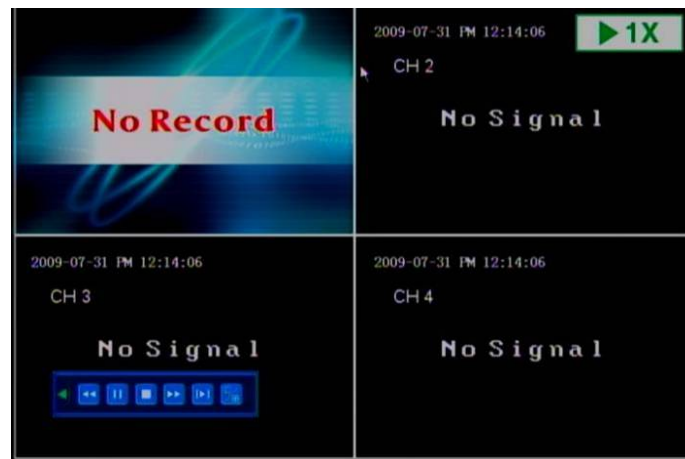 No Record
2009-07-31 PM 12:14:06
1X
CH 2
No Signal
2009-07-31 PM 12:14:06
CH 3
No Signal
2009-07-31 PM 12:14:06
CH 4
No Signal